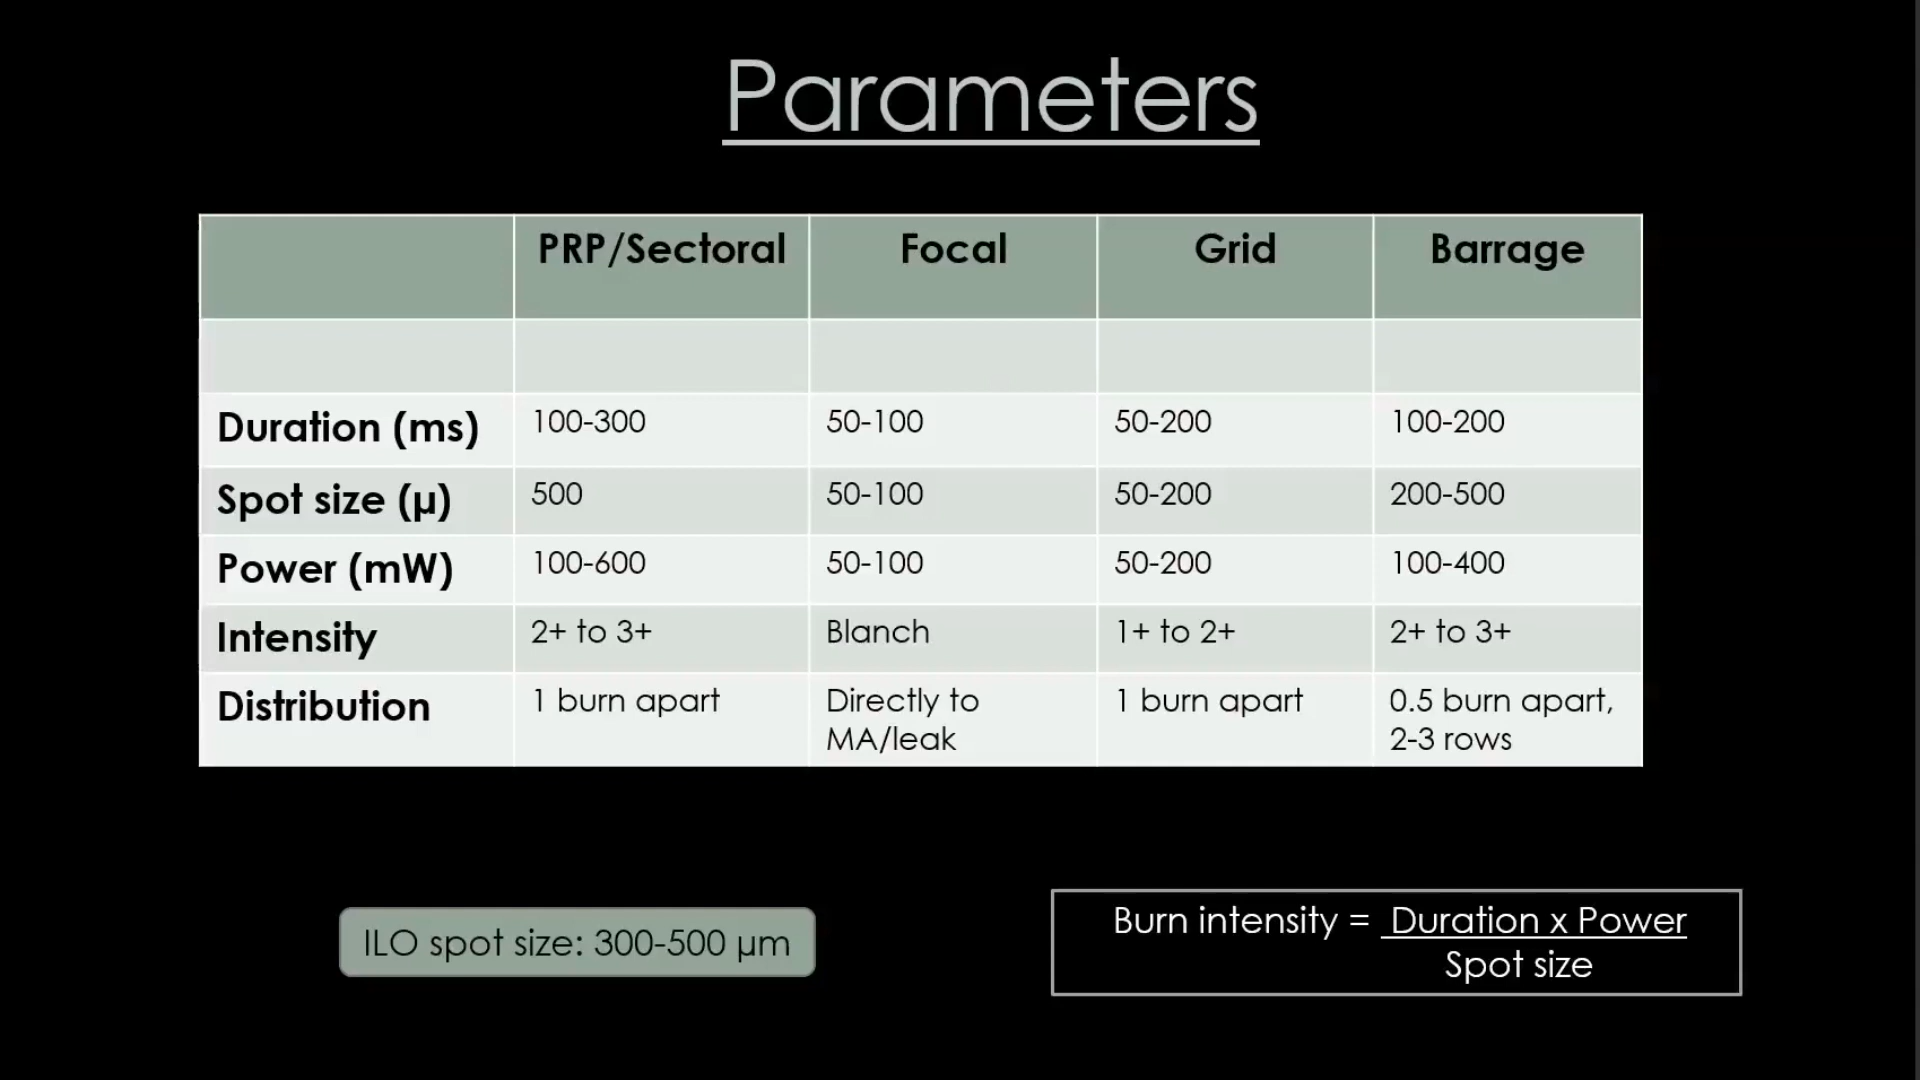 Parameters
PRP/Sectoral Focal Grid Barrage
Duration (ms) 100-300 50-100 50-200 100-200
Spot size (µ) 500 50-100 50-200 200-500
Power (mW) 100-600 50-100 50-200 100-400
Intensity 2+ to 3+ Blanch 1+ to 2+ 2+ to 3+
Distribution 1 burn apart Directly to 1 burn apart 0.5 burn apart,
MA/leak 2-3 rows
ILO spot size: 300-500 µm
Burn intensity = Duration x Power
Spot size